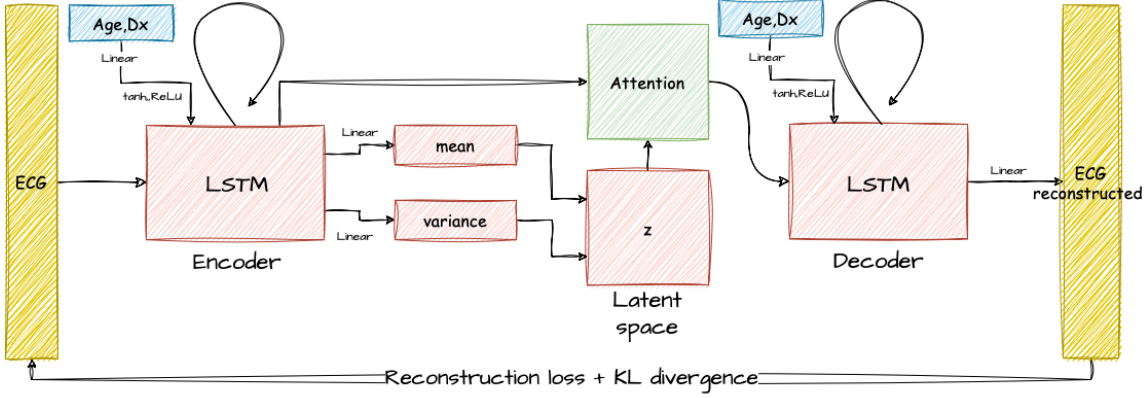 Age,Dx
Linear
tanh,ReLU
ECG
LSTM
Encoder
Linear
mean
Linear
variance
Attention
z
Latent
space
Age,Dx
Linear
tanh,ReLU
LSTM
Decoder
Linear
ECG
reconstructed
Reconstruction loss + KL divergence